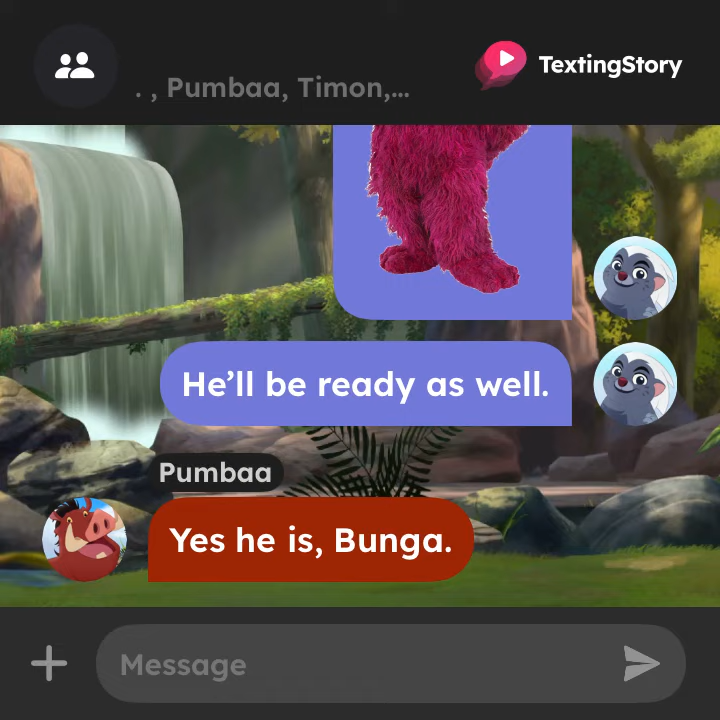 . , Pumbaa, Timon,...
TextingStory
He’ll be ready as well.
Pumbaa
Yes he is, Bunga.
Message